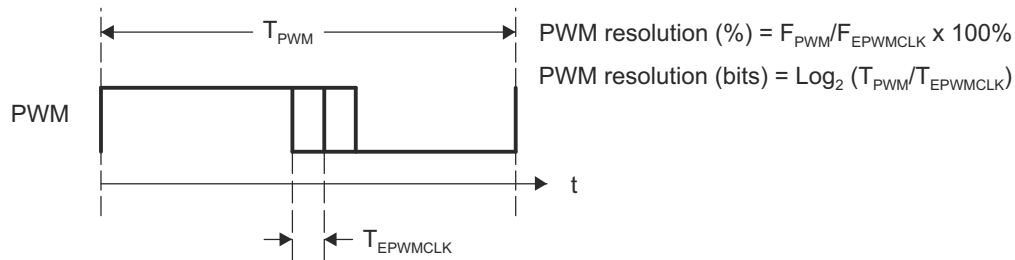 T_PWM
PWM resolution (%) = F_PWM/F_EPWMCLK x 100%
PWM resolution (bits) = Log_2 (T_PWM/T_EPWMCLK)
PWM
t
T_EPWMCLK